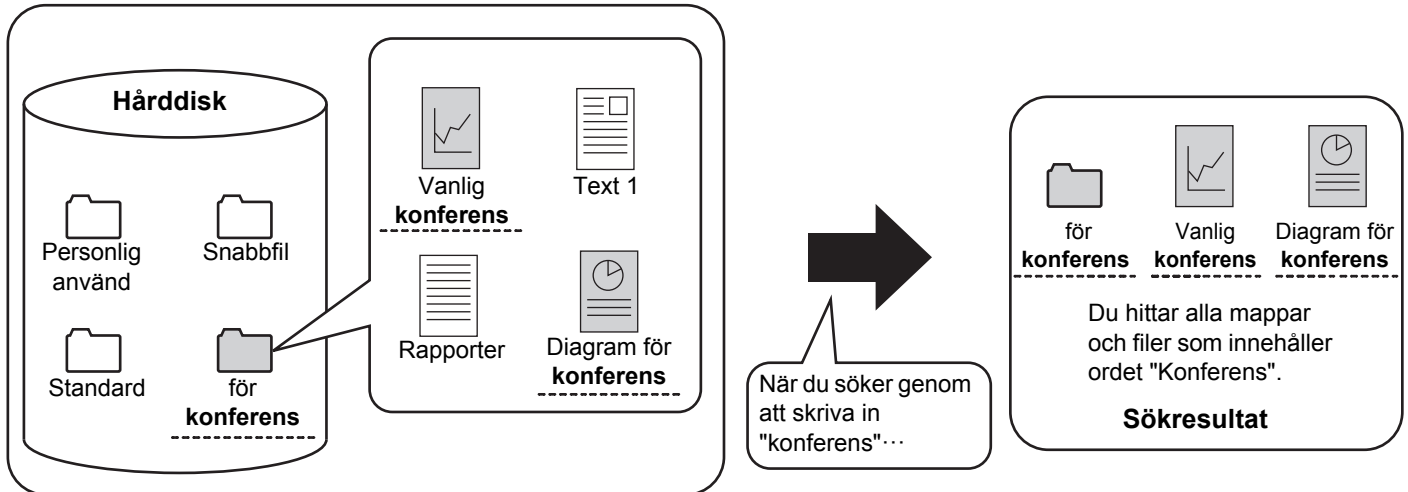 Hårddisk
Personlig
använd
Snabbfil
Standard
för
konferens
Vanlig
konferens
Text 1
Rapporter
Diagram för
konferens
När du söker genom
att skriva in
"konferens"···
för
konferens
Vanlig
konferens
Diagram för
konferens
Du hittar alla mappar
och filer som innehåller
ordet "Konferens".
Sökresultat